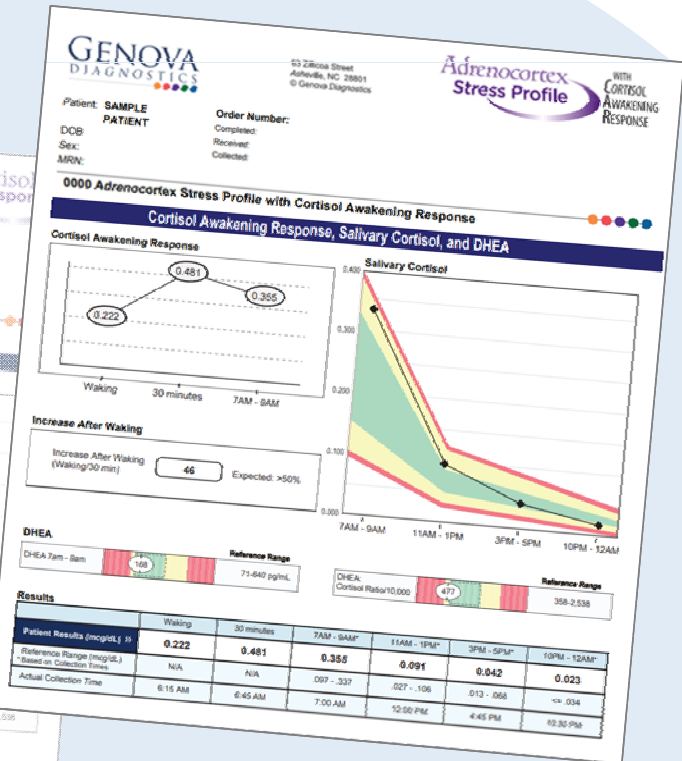 GENOVA
DIAGNOSTICS
63 Zillicoa Street
Asheville, NC 28801
© Genova Diagnostics
Adrenocortex
Stress Profile
WITH
CORTISOL
AWAKENING
RESPONSE
Patient: SAMPLE
PATIENT
DOB:
Sex:
MRN:
Order Number:
Completed:
Received:
Collected:
0000 Adrenocortex Stress Profile with Cortisol Awakening Response
Cortisol Awakening Response, Salivary Cortisol, and DHEA
Cortisol Awakening Response
0.222
0.481
0.355
Waking 30 minutes 7AM - 9AM
Salivary Cortisol
0.400
0.300
0.200
0.100
0.000
7AM - 9AM 11AM - 1PM 3PM - 5PM 10PM - 12AM
Increase After Waking
Increase After Waking
(Waking/30 min)
46
Expected: >50%
DHEA
DHEA 7am - 8am 168
Reference Range
71-640 pg/mL
DHEA:
Cortisol Ratio/10,000 477
Reference Range
358-2,538
Results
Waking 30 minutes 7AM - 9AM* 11AM - 1PM* 3PM - 5PM* 10PM - 12AM*
Patient Results (mcg/dL) 0.222 0.481 0.355 0.091 0.042 0.023
Reference Range (mcg/dL) N/A N/A .097 - .337 .027 - .106 .013 - .068 <= .034
*Based on Collection Times
Actual Collection Time 6:15 AM 6:45 AM 7:00 AM 12:00 PM 4:45 PM 10:30 PM